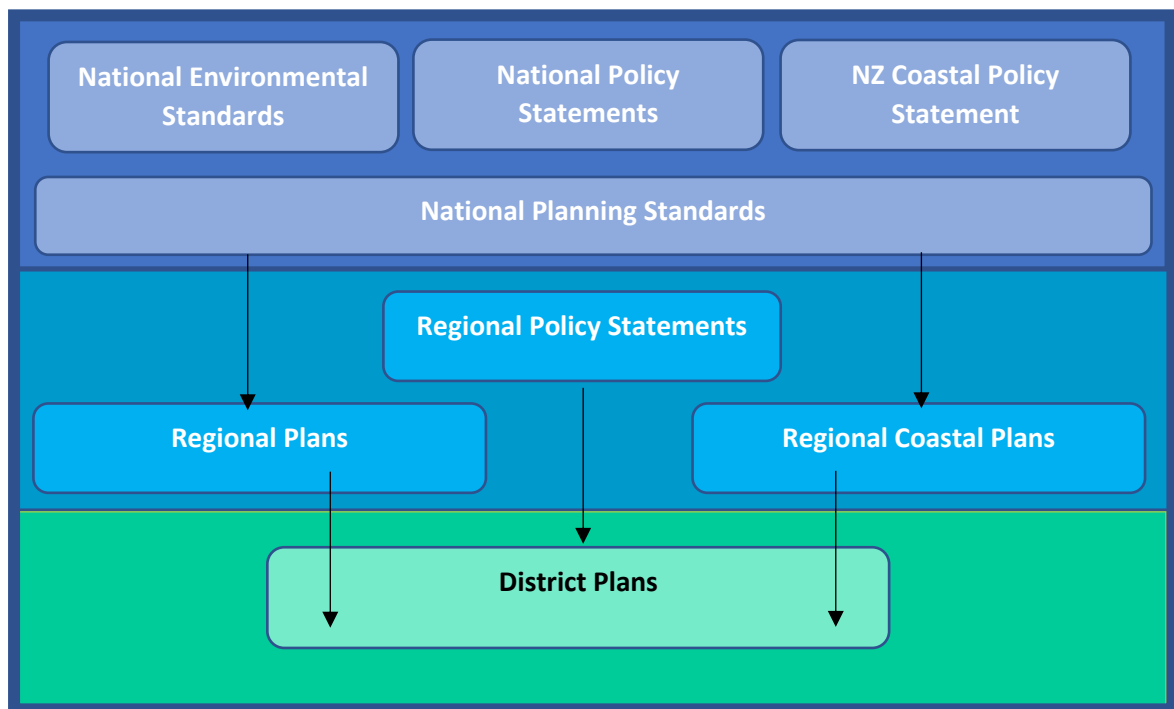 National Environmental
Standards
National Policy
Statements
NZ Coastal Policy
Statement
National Planning Standards
Regional Policy Statements
Regional Plans
Regional Coastal Plans
District Plans